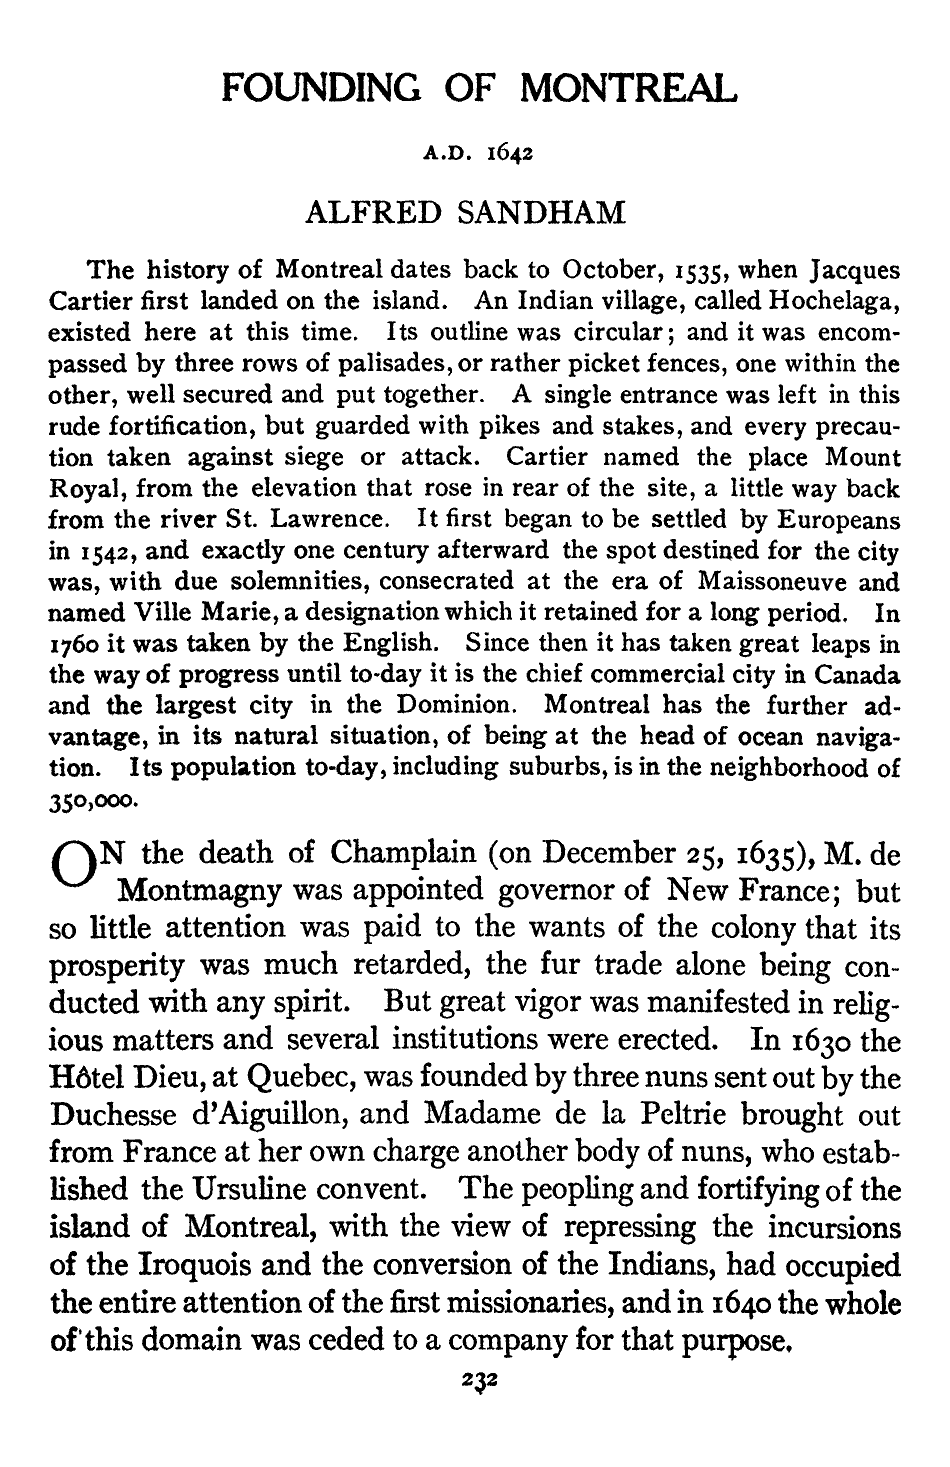 FOUNDING OF MONTREAL
A.D. 1642
ALFRED SANDHAM
The history of Montreal dates back to October, 1535, when Jacques
Cartier first landed on the island. An Indian village, called Hochelaga,
existed here at this time. Its outline was circular; and it was encom-
passed by three rows of palisades, or rather picket fences, one within the
other, well secured and put together. A single entrance was left in this
rude fortification, but guarded with pikes and stakes, and every precau-
tion taken against siege or attack. Cartier named the place Mount
Royal, from the elevation that rose in rear of the site, a little way back
from the river St. Lawrence. It first began to be settled by Europeans
in 1542, and exactly one century afterward the spot destined for the city
was, with due solemnities, consecrated at the era of Maissoneuve and
named Ville Marie, a designation which it retained for a long period. In
1760 it was taken by the English. Since then it has taken great leaps in
the way of progress until to-day it is the chief commercial city in Canada
and the largest city in the Dominion. Montreal has the further ad-
vantage, in its natural situation, of being at the head of ocean naviga-
tion. Its population to-day, including suburbs, is in the neighborhood of
350,000.
ON the death of Champlain (on December 25, 1635), M. de
Montmagny was appointed governor of New France; but
so little attention was paid to the wants of the colony that its
prosperity was much retarded, the fur trade alone being con-
ducted with any spirit. But great vigor was manifested in relig-
ious matters and several institutions were erected. In 1630 the
Hôtel Dieu, at Quebec, was founded by three nuns sent out by the
Duchesse d'Aiguillon, and Madame de la Peltrie brought out
from France at her own charge another body of nuns, who estab-
lished the Ursuline convent. The peopling and fortifying of the
island of Montreal, with the view of repressing the incursions
of the Iroquois and the conversion of the Indians, had occupied
the entire attention of the first missionaries, and in 1640 the whole
of this domain was ceded to a company for that purpose.
232